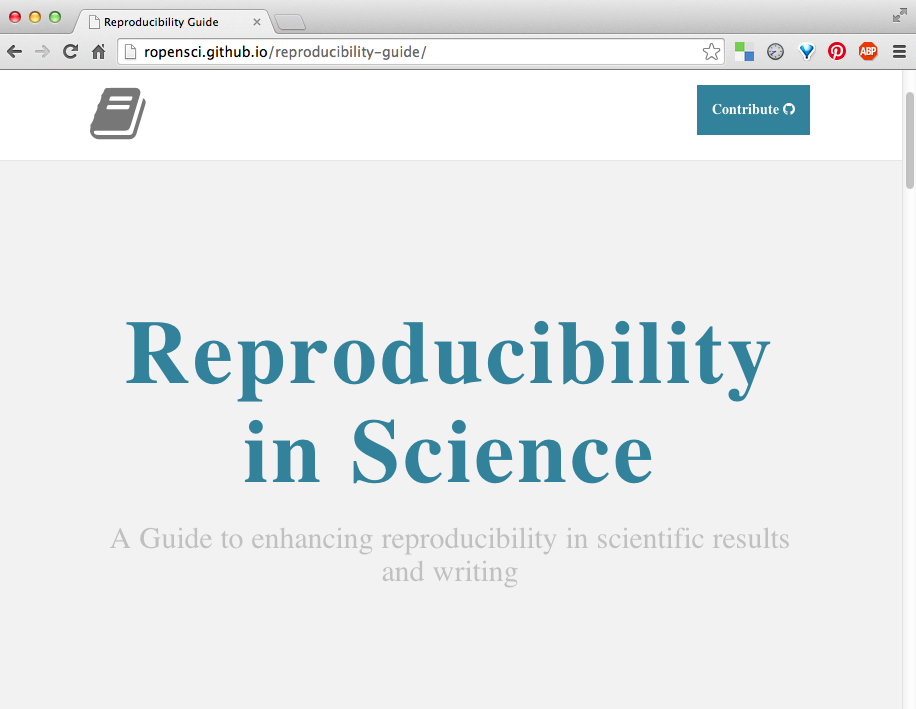 Reproducibility Guide
ropensci.github.io/reproducibility-guide/
ABP
Contribute
Reproducibility
in Science
A Guide to enhancing reproducibility in scientific results
and writing